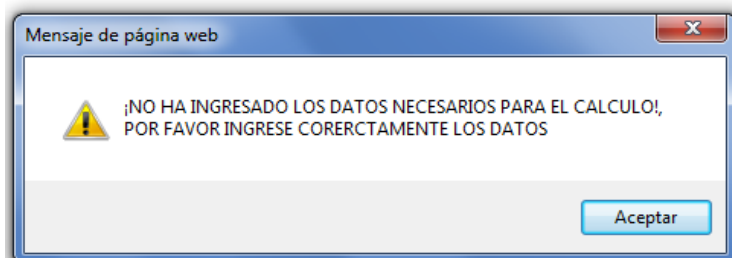 Mensaje de página web
¡NO HA INGRESADO LOS DATOS NECESARIOS PARA EL CALCULO!,
POR FAVOR INGRESE CORERCTAMENTE LOS DATOS
Aceptar